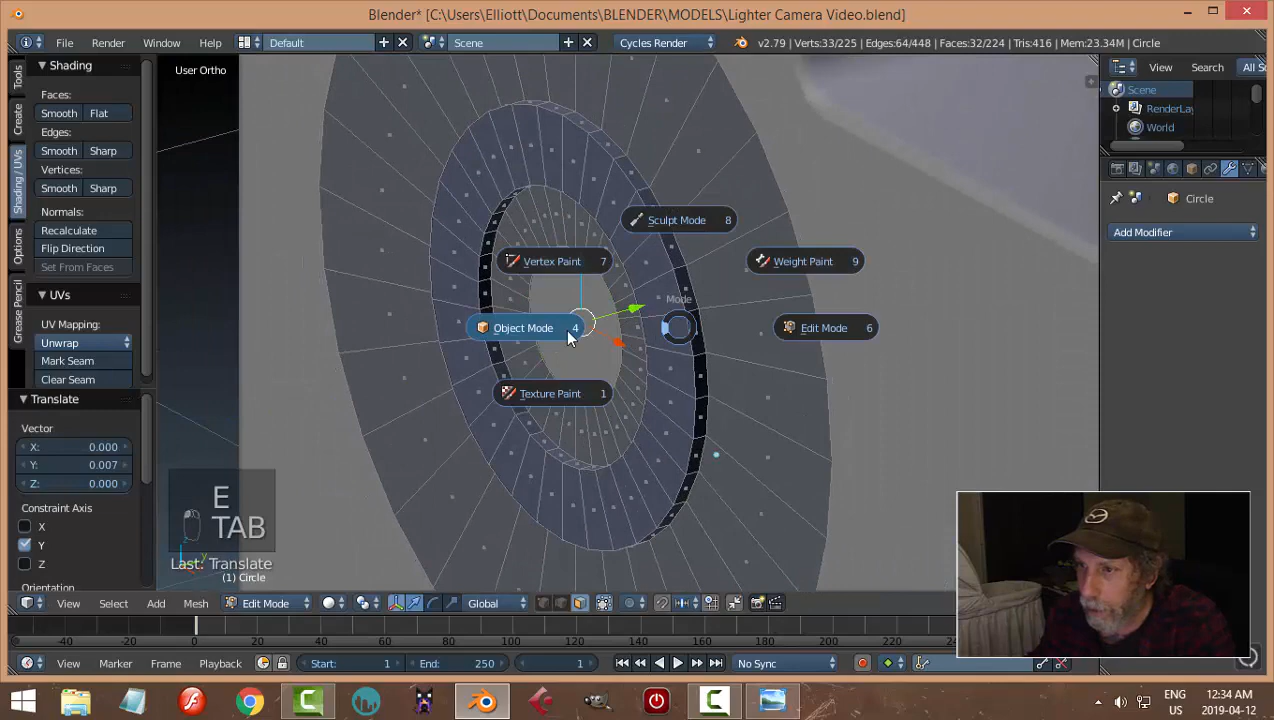 Blender* [C:\Users\Elliott\Documents\BLENDER\MODELS\Lighter Camera Video.blend]
File Render Window Help Default Scene Cycles Render v2.79 | Verts:33/225 | Edges:64/448 | Faces:32/224 | Tris:416 | Mem:23.34M | Circle
Tools
Create
Shading / UVs
Options
Grease Pencil
Shading
Faces:
Smooth Flat
Edges:
Smooth Sharp
Vertices:
Smooth Sharp
Normals:
Recalculate
Flip Direction
Set From Faces
UVs
UV Mapping:
Unwrap
Mark Seam
Clear Seam
Translate
Vector
X: 0.000
Y: 0.007
Z: 0.000
Constraint Axis
X
Y
Z
Orientation
User Ortho
Sculpt Mode 8
Vertex Paint 7
Weight Paint 9
Mode
Object Mode 4
Edit Mode 6
Texture Paint 1
E
TAB
Last: Translate
(1) Circle
z
y
View Search All S
Scene
RenderLay
World
Circle
Add Modifier
View Select Add Mesh Edit Mode Global
-40 -20 0 20 40 60 80 100 120 140 160 180 200 220
View Marker Frame Playback Start: 1 End: 250 1 No Sync
ENG 12:34 AM
US 2019-04-12